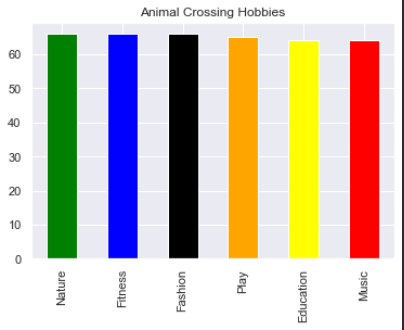 Animal Crossing Hobbies
60
50
40
30
20
10
0
Nature
Fitness
Fashion
Play
Education
Music